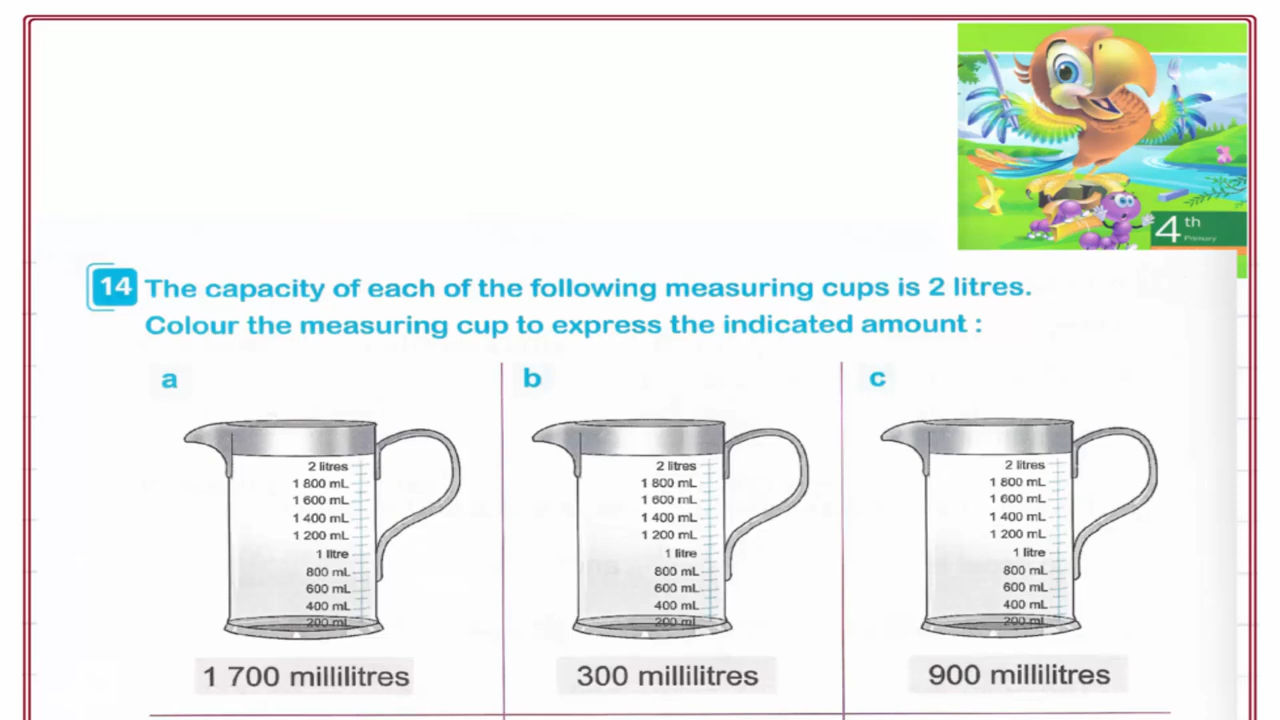 4th
Primary
14 The capacity of each of the following measuring cups is 2 litres.
Colour the measuring cup to express the indicated amount :
a
2 litres
1 800 mL
1 600 mL
1 400 mL
1 200 mL
1 litre
800 mL
600 mL
400 mL
200 mL
1 700 millilitres
b
2 litres
1 800 mL
1 600 mL
1 400 mL
1 200 mL
1 litre
800 mL
600 mL
400 mL
200 mL
300 millilitres
c
2 litres
1 800 mL
1 600 mL
1 400 mL
1 200 mL
1 litre
800 mL
600 mL
400 mL
200 mL
900 millilitres